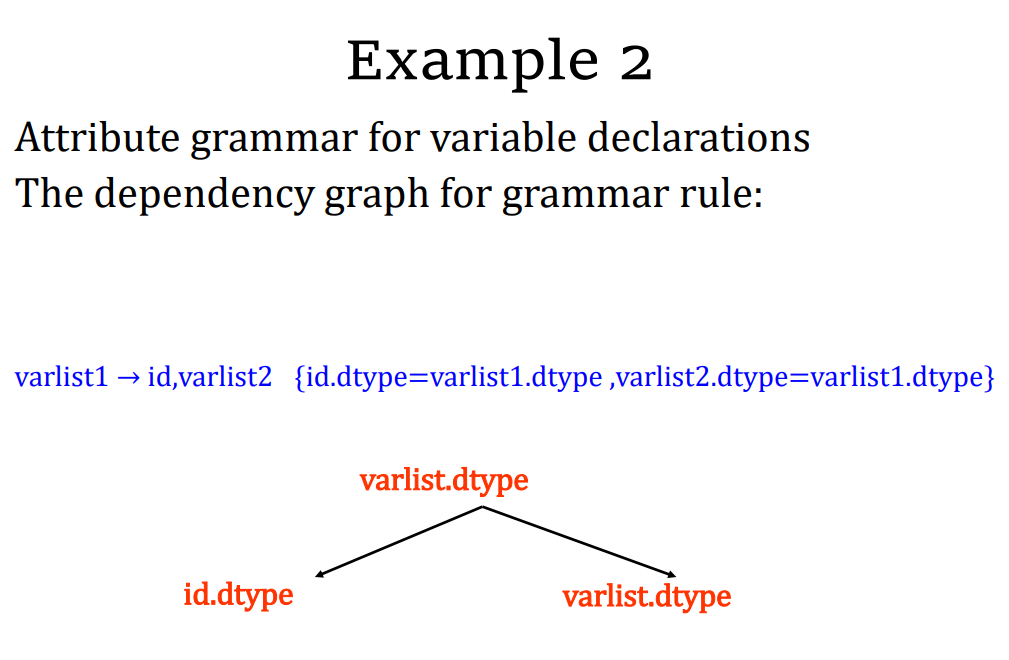 Example 2
Attribute grammar for variable declarations
The dependency graph for grammar rule:
varlist1 → id,varlist2 {id.dtype=varlist1.dtype ,varlist2.dtype=varlist1.dtype}
varlist.dtype
id.dtype
varlist.dtype